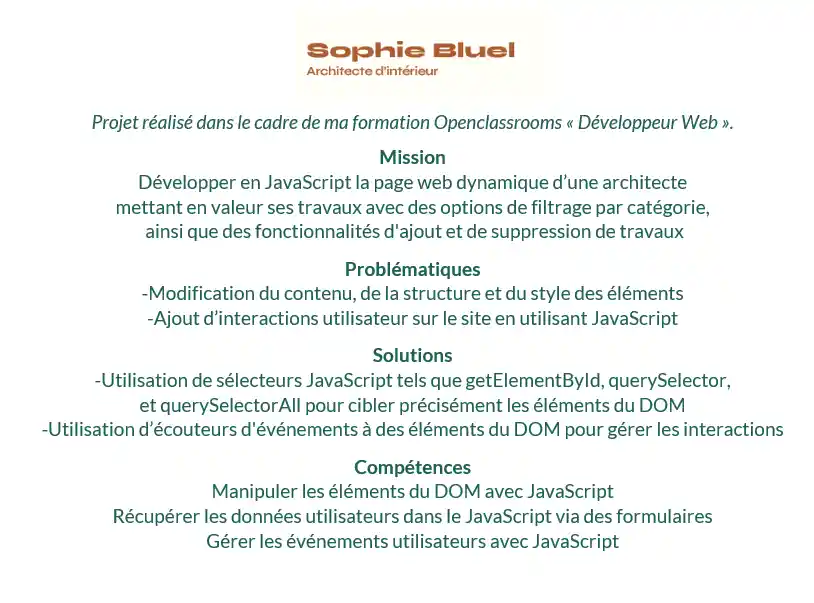 Sophie Bluel
Architecte d'intérieur
Projet réalisé dans le cadre de ma formation Openclassrooms « Développeur Web ».
Mission
Développer en JavaScript la page web dynamique d’une architecte
mettant en valeur ses travaux avec des options de filtrage par catégorie,
ainsi que des fonctionnalités d'ajout et de suppression de travaux
Problématiques
-Modification du contenu, de la structure et du style des éléments
-Ajout d’interactions utilisateur sur le site en utilisant JavaScript
Solutions
-Utilisation de sélecteurs JavaScript tels que getElementById, querySelector,
et querySelectorAll pour cibler précisément les éléments du DOM
-Utilisation d’écouteurs d'événements à des éléments du DOM pour gérer les interactions
Compétences
Manipuler les éléments du DOM avec JavaScript
Récupérer les données utilisateurs dans le JavaScript via des formulaires
Gérer les événements utilisateurs avec JavaScript